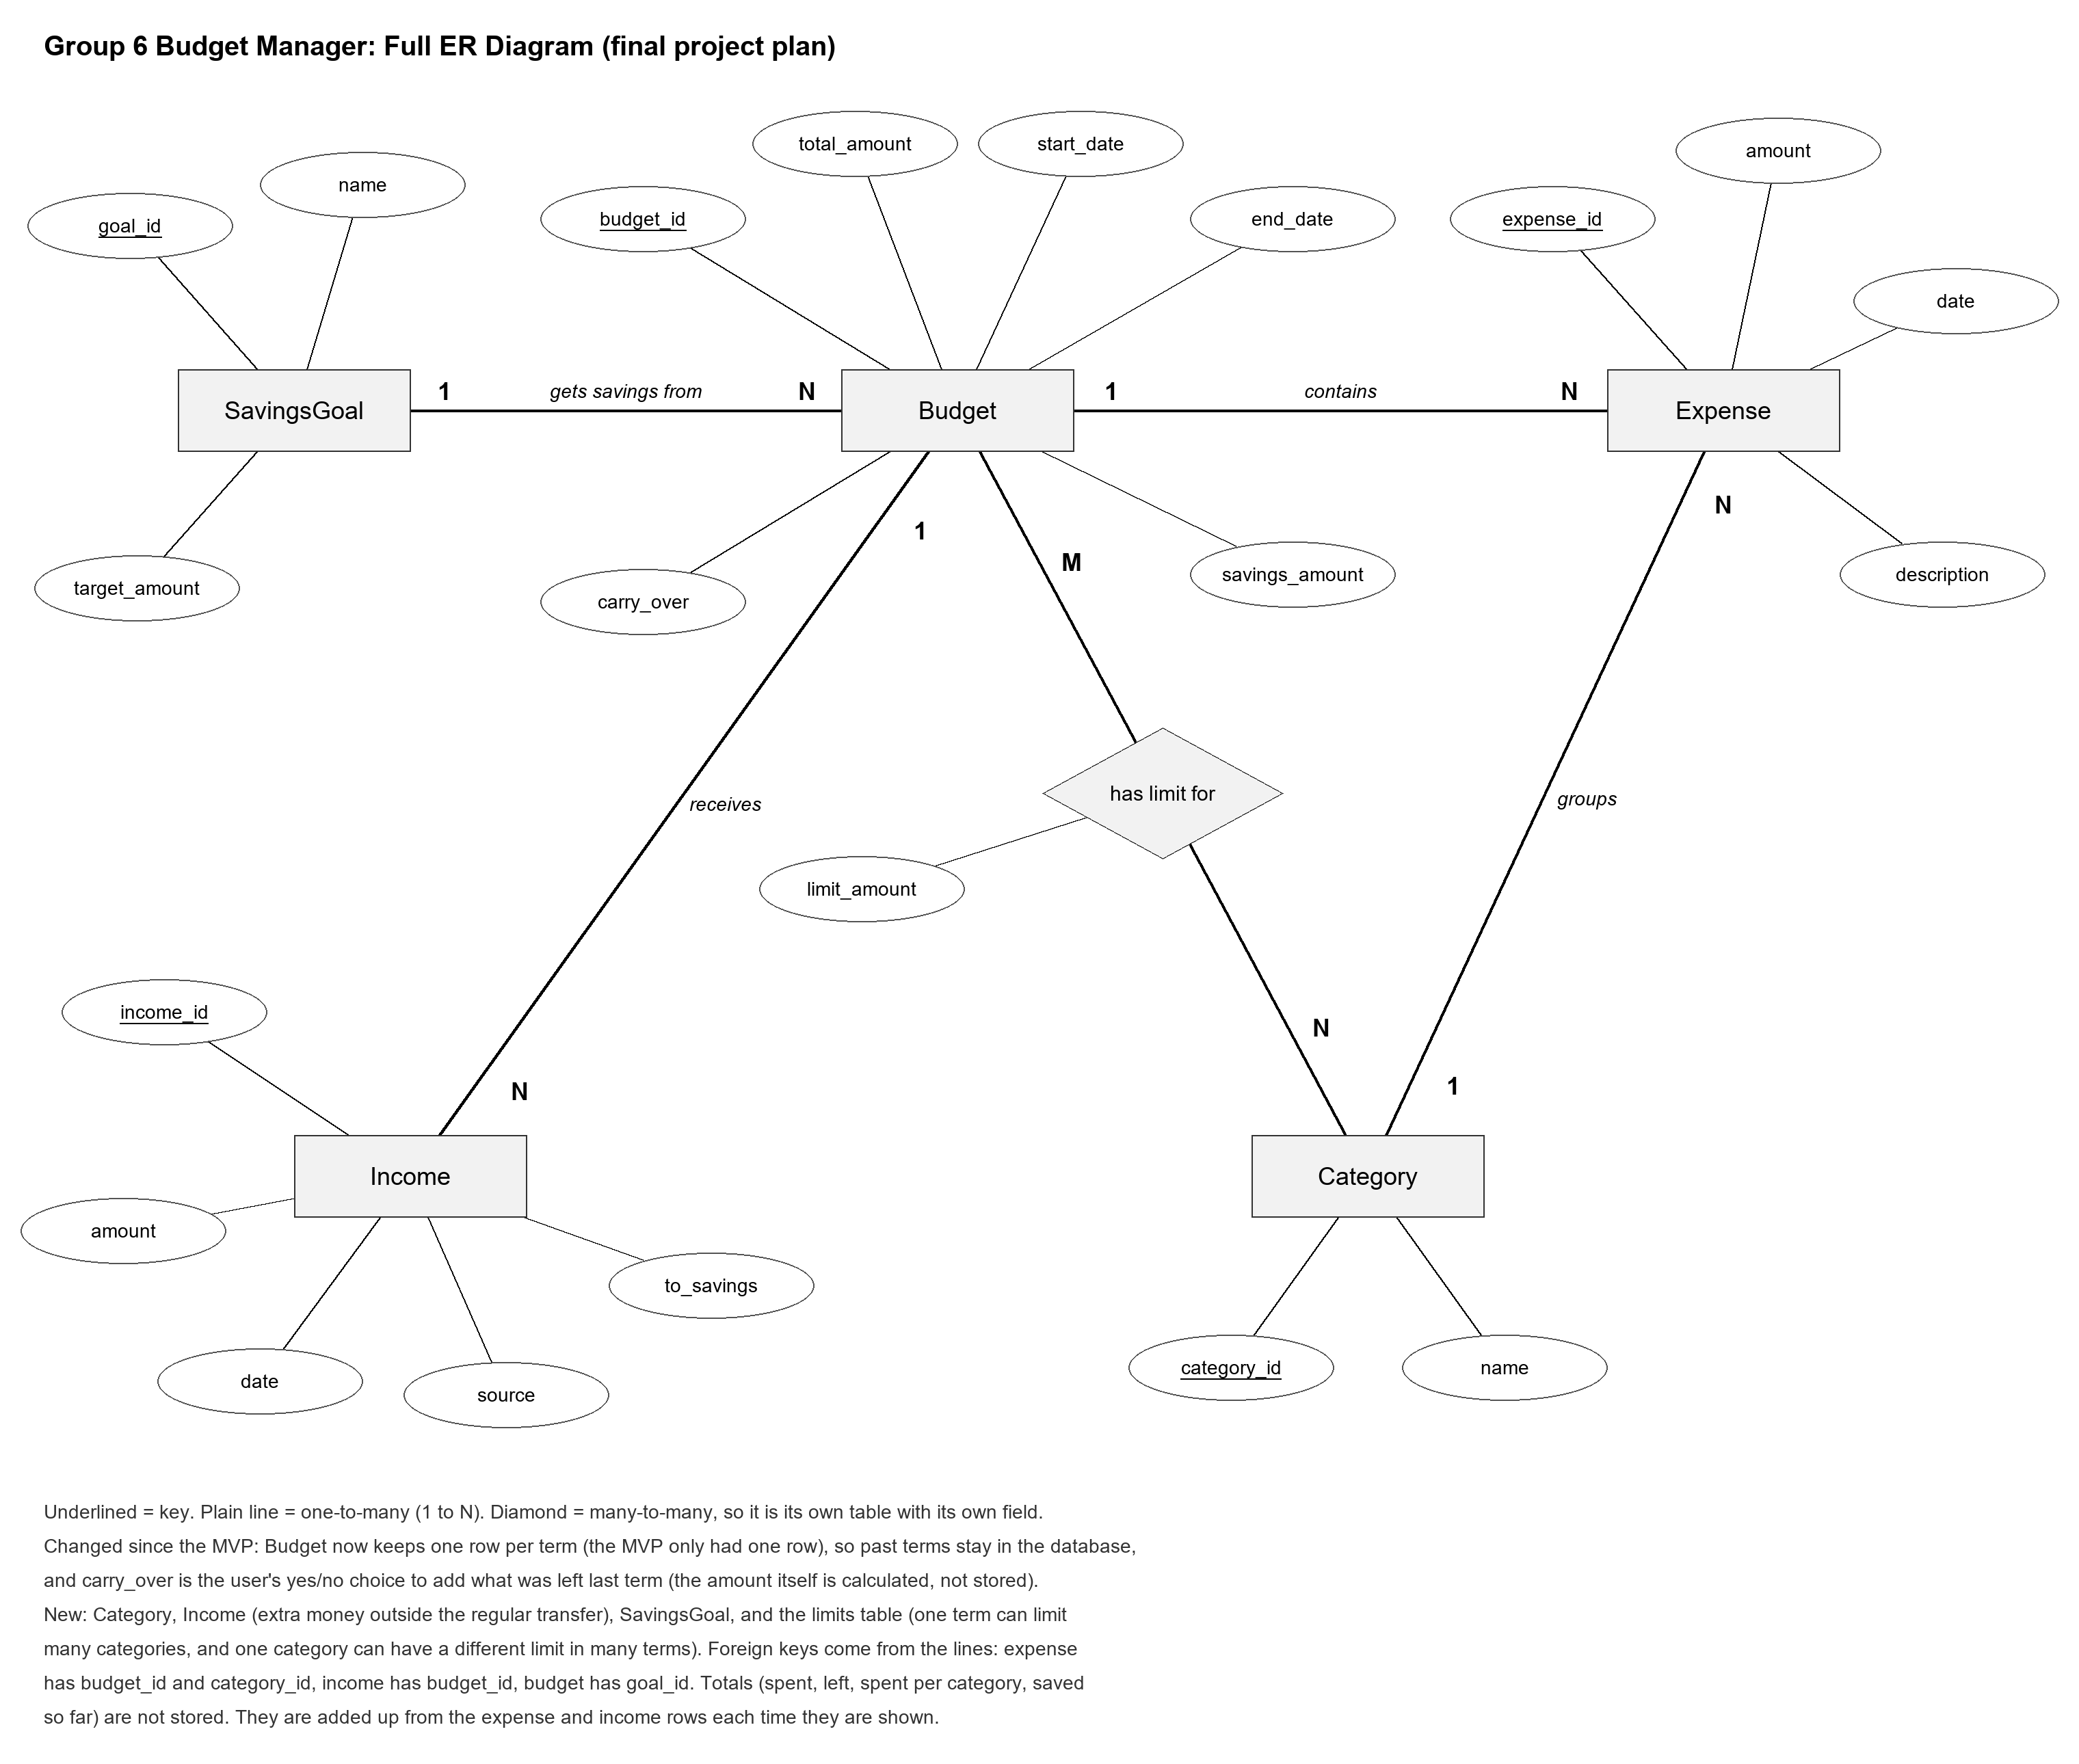 Group 6 Budget Manager: Full ER Diagram (final project plan)
total_amount
start_date
amount
name
goal_id
budget_id
end_date
expense_id
date
SavingsGoal
1
gets savings from
N
Budget
1
contains
N
Expense
1
M
N
target_amount
carry_over
savings_amount
description
receives
has limit for
groups
limit_amount
income_id
N
N
1
Income
Category
amount
to_savings
date
source
category_id
name
Underlined = key. Plain line = one-to-many (1 to N). Diamond = many-to-many, so it is its own table with its own field.
Changed since the MVP: Budget now keeps one row per term (the MVP only had one row), so past terms stay in the database,
and carry_over is the user's yes/no choice to add what was left last term (the amount itself is calculated, not stored).
New: Category, Income (extra money outside the regular transfer), SavingsGoal, and the limits table (one term can limit
many categories, and one category can have a different limit in many terms). Foreign keys come from the lines: expense
has budget_id and category_id, income has budget_id, budget has goal_id. Totals (spent, left, spent per category, saved
so far) are not stored. They are added up from the expense and income rows each time they are shown.